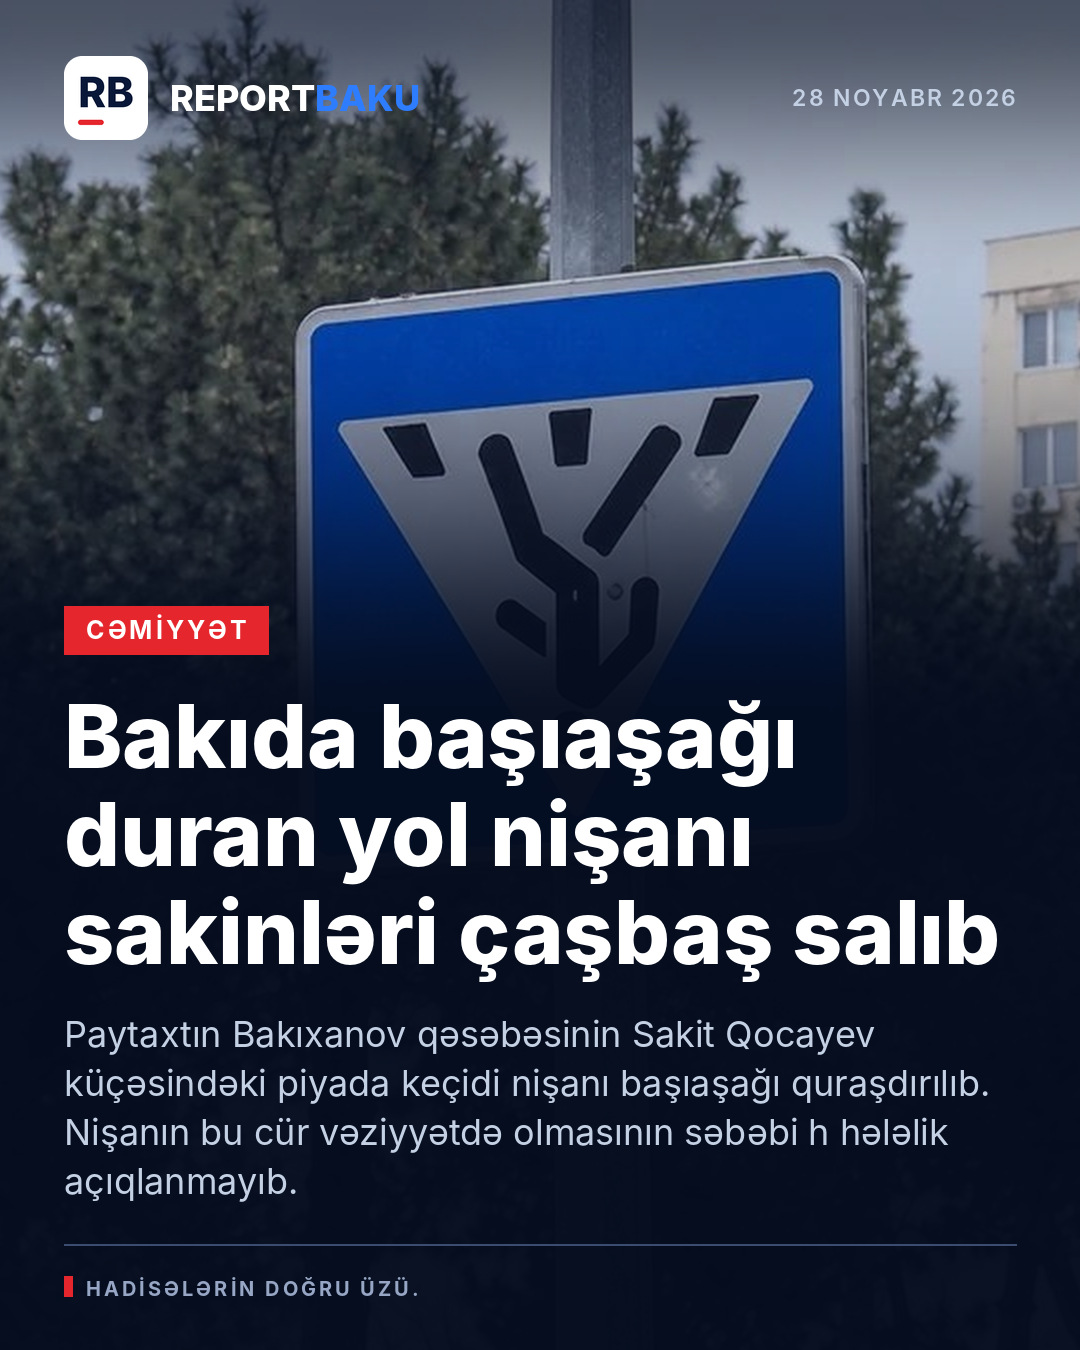 RB
REPORTBAKU
28 NOYABR 2026
CƏMİYYƏT
Bakıda başıaşağı
duran yol nişanı
sakinləri çaşbaş salıb
Paytaxtın Bakıxanov qəsəbəsinin Sakit Qocayev
küçəsindəki piyada keçidi nişanı başıaşağı quraşdırılıb.
Nişanın bu cür vəziyyətdə olmasının səbəbi h hələlik
açıqlanmayıb.
HADİSƏLƏRİN DOĞRU ÜZÜ.